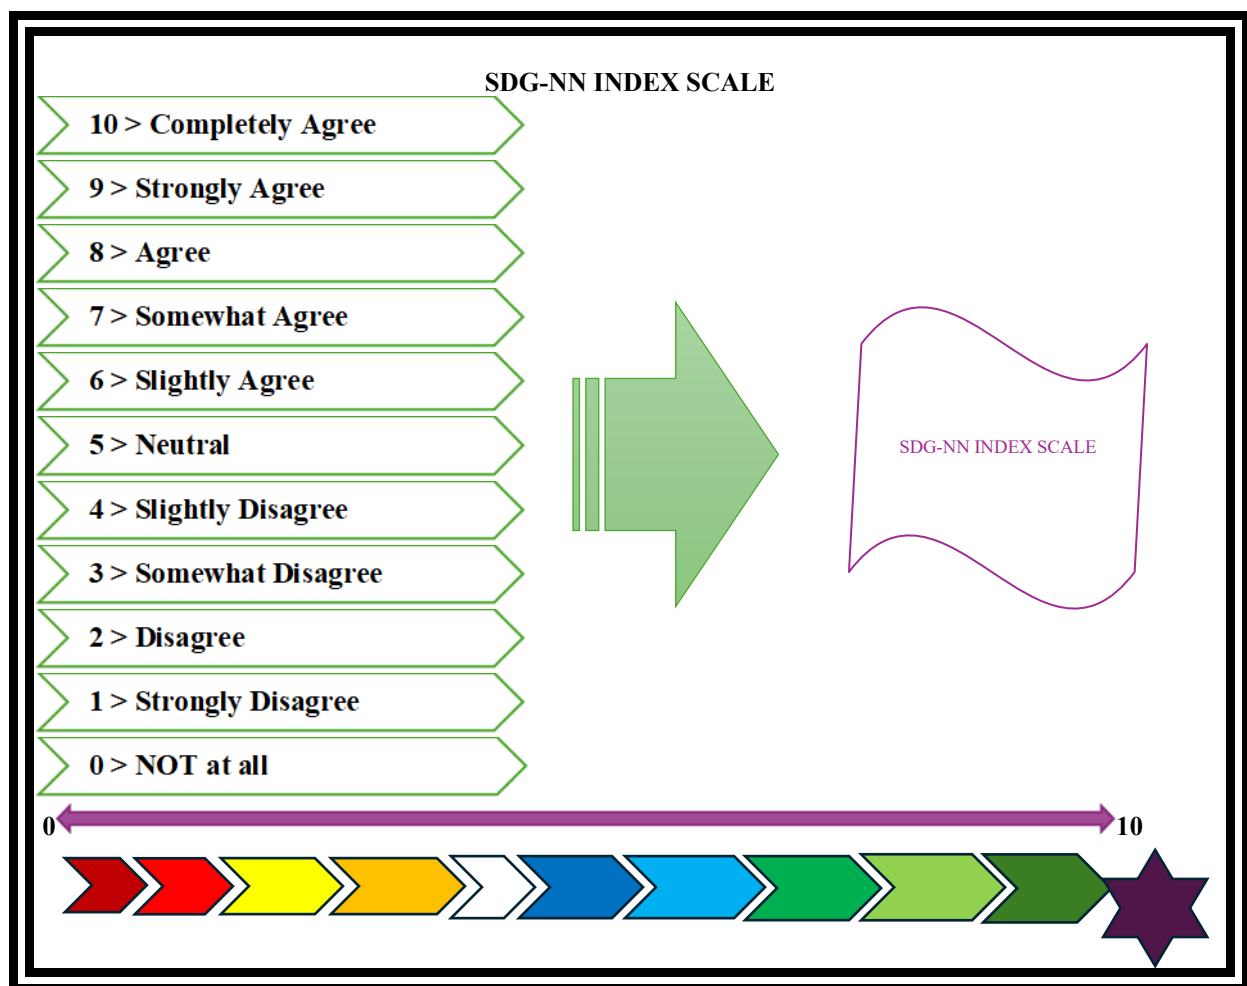 SDG-NN INDEX SCALE
10 > Completely Agree
9 > Strongly Agree
8 > Agree
7 > Somewhat Agree
6 > Slightly Agree
5 > Neutral
4 > Slightly Disagree
3 > Somewhat Disagree
2 > Disagree
1 > Strongly Disagree
0 > NOT at all
SDG-NN INDEX SCALE
0
10